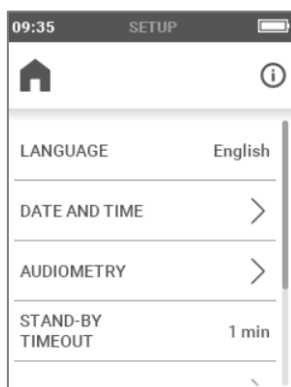 09:35 SETUP
LANGUAGE English
DATE AND TIME
AUDIOMETRY
STAND-BY
TIMEOUT 1 min